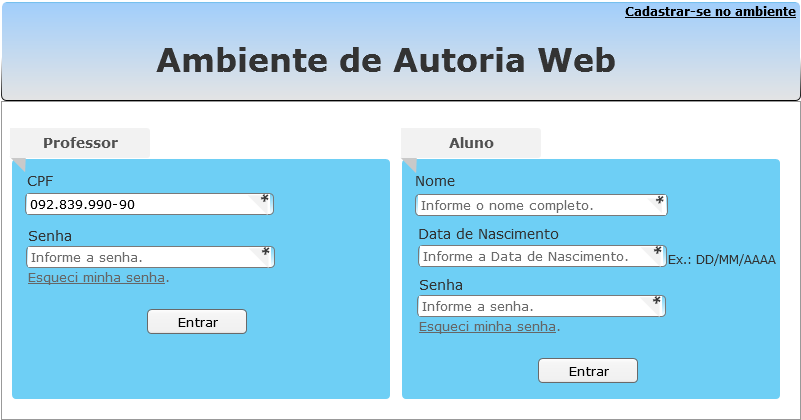 Cadastrar-se no ambiente
Ambiente de Autoria Web
Professor
CPF
092.839.990-90 *
Senha
Informe a senha. *
Esqueci minha senha.
Entrar
Aluno
Nome
Informe o nome completo. *
Data de Nascimento
Informe a Data de Nascimento. * Ex.: DD/MM/AAAA
Senha
Informe a senha. *
Esqueci minha senha.
Entrar